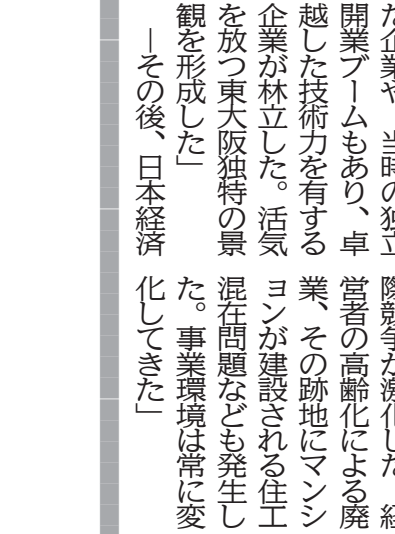 た企業や、当時の独立
開業ブームもあり、卓
越した技術力を有する
企業が林立した。活気
を放つ東大阪独特の景
観を形成した」
―その後、日本経済
際競争が激化した。経
営者の高齢化による廃
業、その跡地にマンシ
ョンが建設される住工
混在問題なども発生し
た。事業環境は常に変
化してきた」